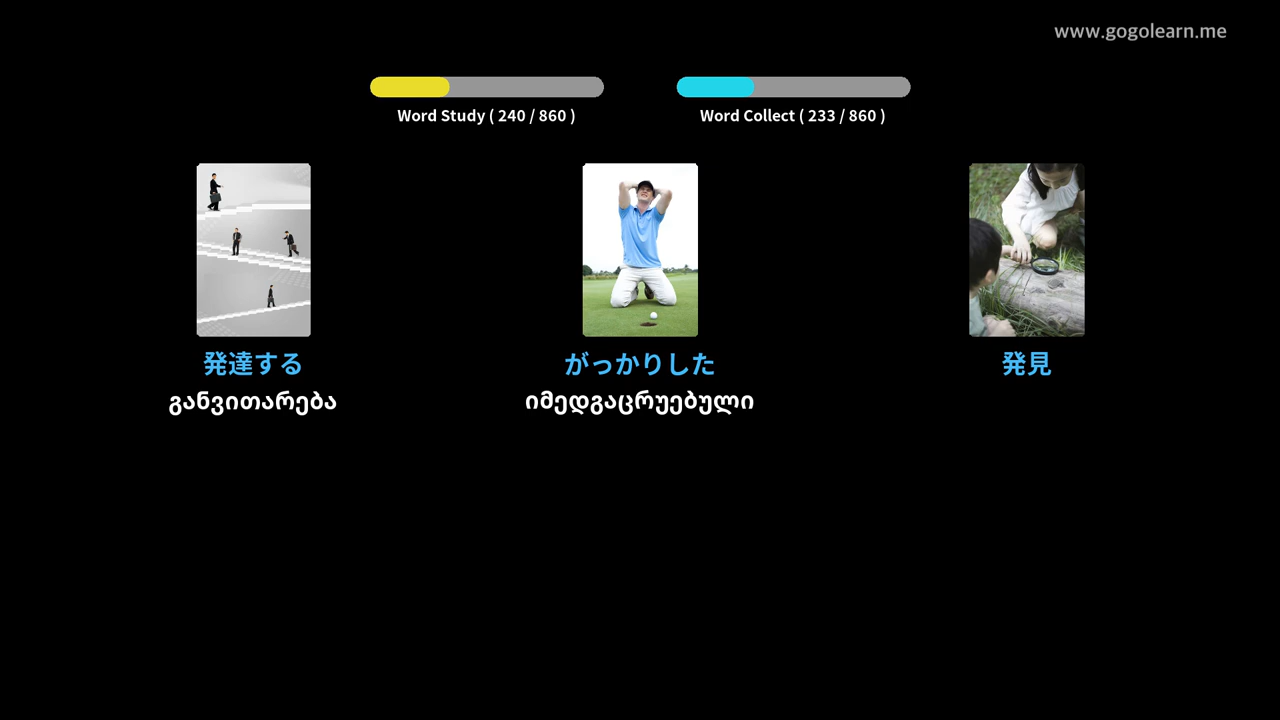 www.gogolearn.me
Word Study ( 240 / 860 )
Word Collect ( 233 / 860 )
発達する
がっかりした
発見
განვითარება
იმედგაცრუებული